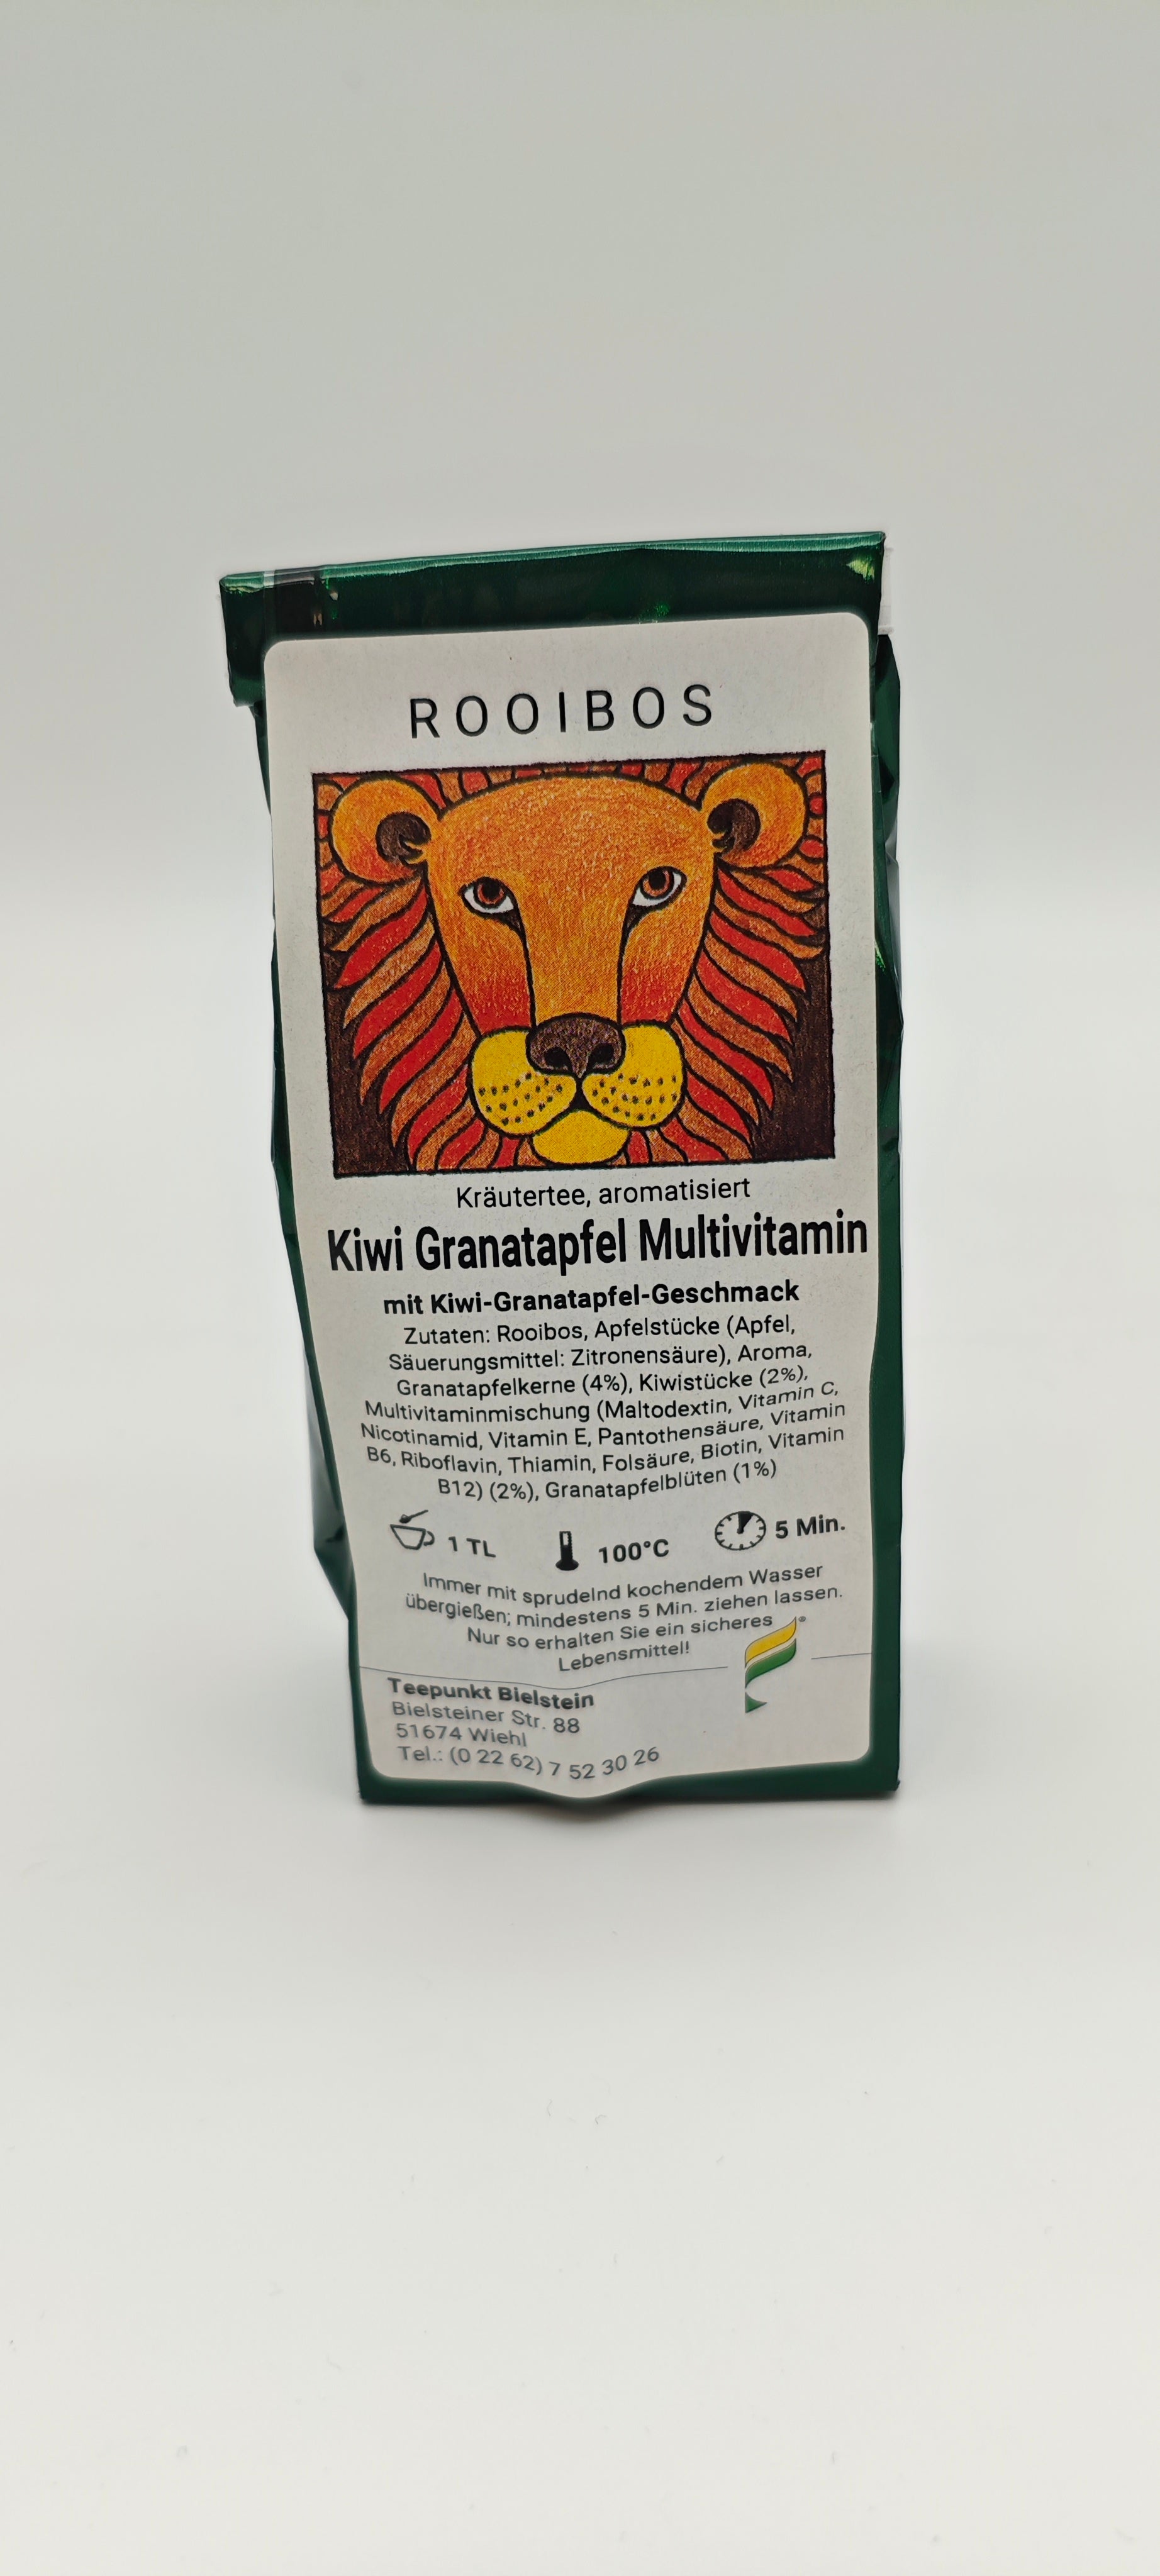 ROOIBOS
Kräutertee, aromatisiert
Kiwi Granatapfel Multivitamin
mit Kiwi-Granatapfel-Geschmack
Zutaten: Rooibos, Apfelstücke (Apfel,
Säuerungsmittel: Zitronensäure), Aroma,
Granatapfelkerne (4%), Kiwistücke (2%),
Multivitaminmischung (Maltodextin, Vitamin C,
Nicotinamid, Vitamin E, Pantothensäure, Vitamin
B6, Riboflavin, Thiamin, Folsäure, Biotin, Vitamin
B12) (2%), Granatapfelblüten (1%)
1 TL 100°C 5 Min.
Immer mit sprudelnd kochendem Wasser
übergießen; mindestens 5 Min. ziehen lassen.
Nur so erhalten Sie ein sicheres
Lebensmittel!
®
Teepunkt Bielstein
Bielsteiner Str. 88
51674 Wiehl
Tel.: (0 22 62) 7 52 30 26